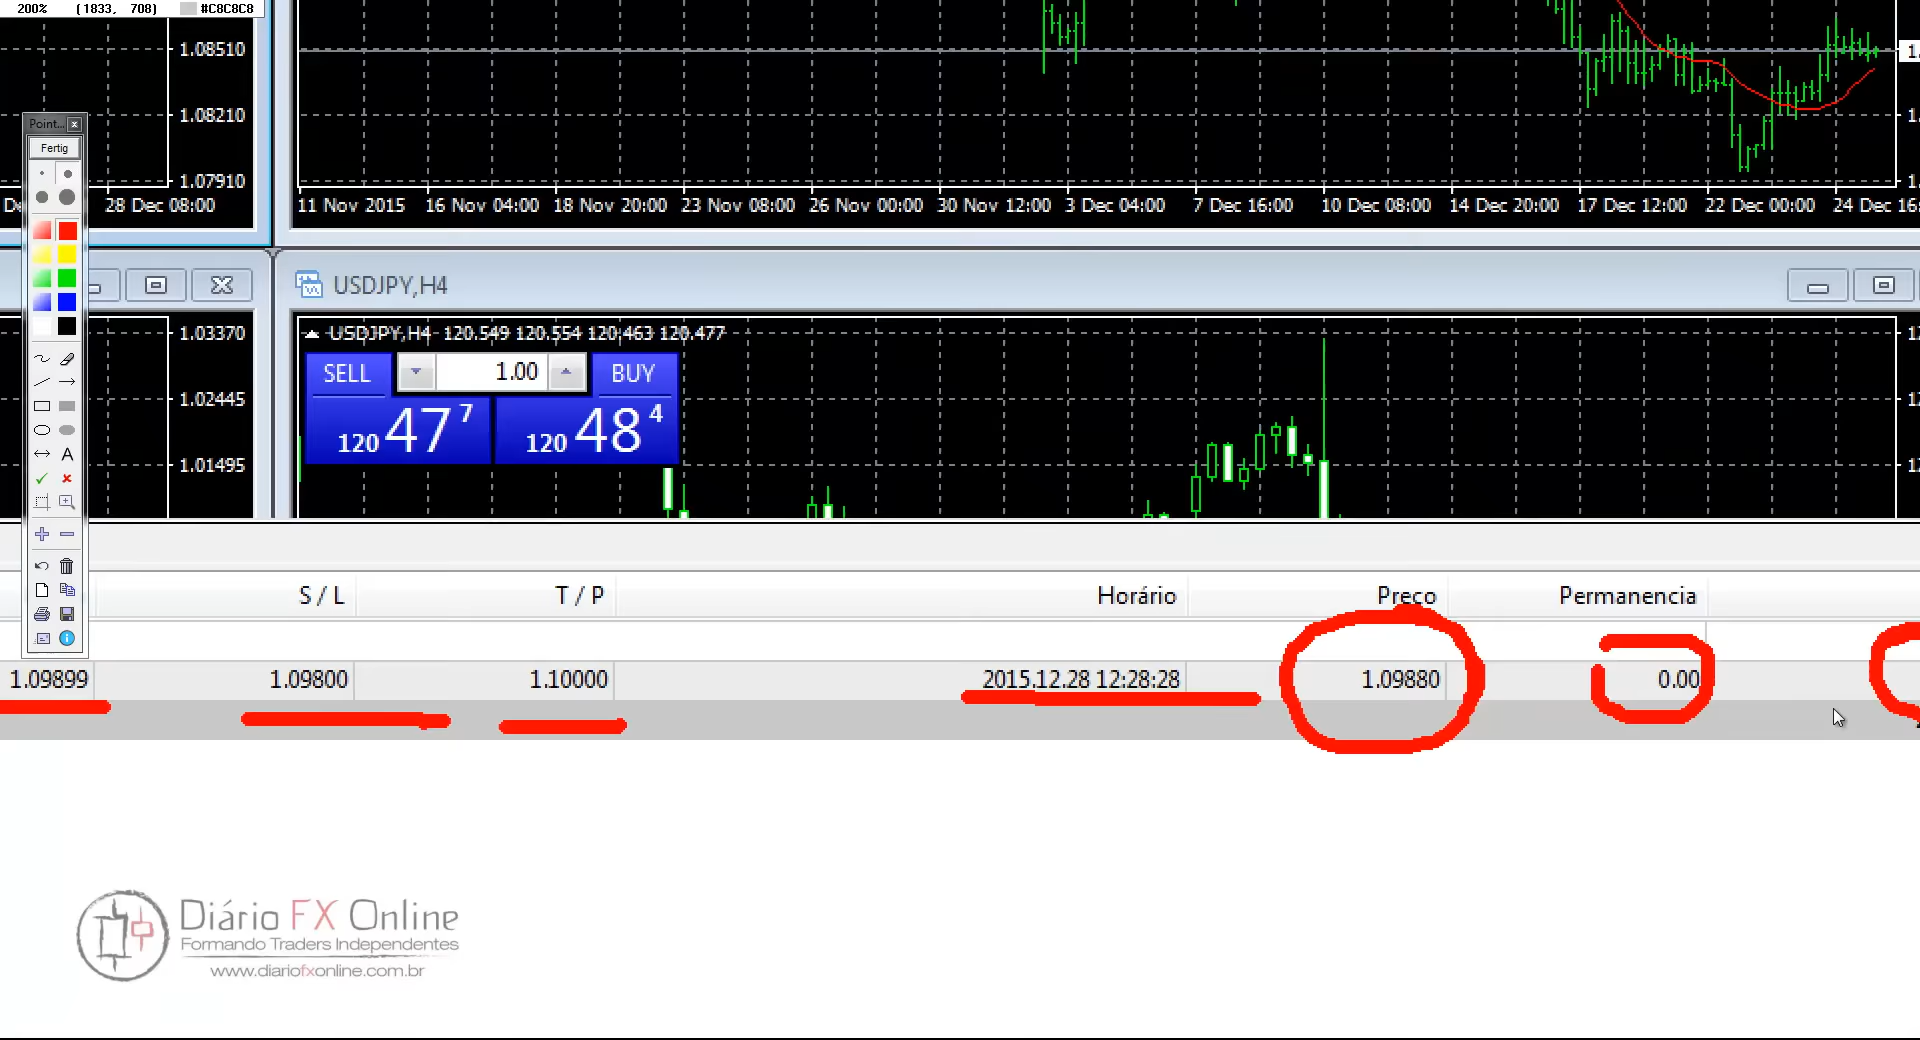 200% (1833, 708) #C8C8C8
1.08510
1.08210
1.07910
28 Dec 08:00
11 Nov 2015 16 Nov 04:00 18 Nov 20:00 23 Nov 08:00 26 Nov 00:00 30 Nov 12:00 3 Dec 04:00 7 Dec 16:00 10 Dec 08:00 14 Dec 20:00 17 Dec 12:00 22 Dec 00:00 24 Dec 16:
Point...
Fertig
A
USDJPY,H4
1.03370
1.02445
1.01495
USDJPY,H4 120.549 120.554 120.463 120.477
SELL 1.00 BUY
120 47 7 120 48 4
S / L T / P Horário Preço Permanencia
1.09899 1.09800 1.10000 2015.12.28 12:28:28 1.09880 0.00
Diário FX Online
Formando Traders Independentes
www.diariofxonline.com.br